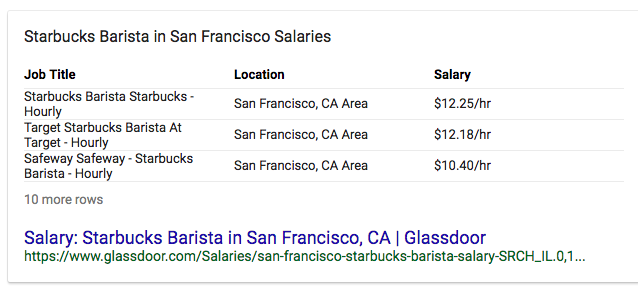 Starbucks Barista in San Francisco Salaries
Job Title Location Salary
Starbucks Barista Starbucks -
Hourly San Francisco, CA Area $12.25/hr
Target Starbucks Barista At
Target - Hourly San Francisco, CA Area $12.18/hr
Safeway Safeway - Starbucks
Barista - Hourly San Francisco, CA Area $10.40/hr
10 more rows
Salary: Starbucks Barista in San Francisco, CA | Glassdoor
https://www.glassdoor.com/Salaries/san-francisco-starbucks-barista-salary-SRCH_IL.0,1...